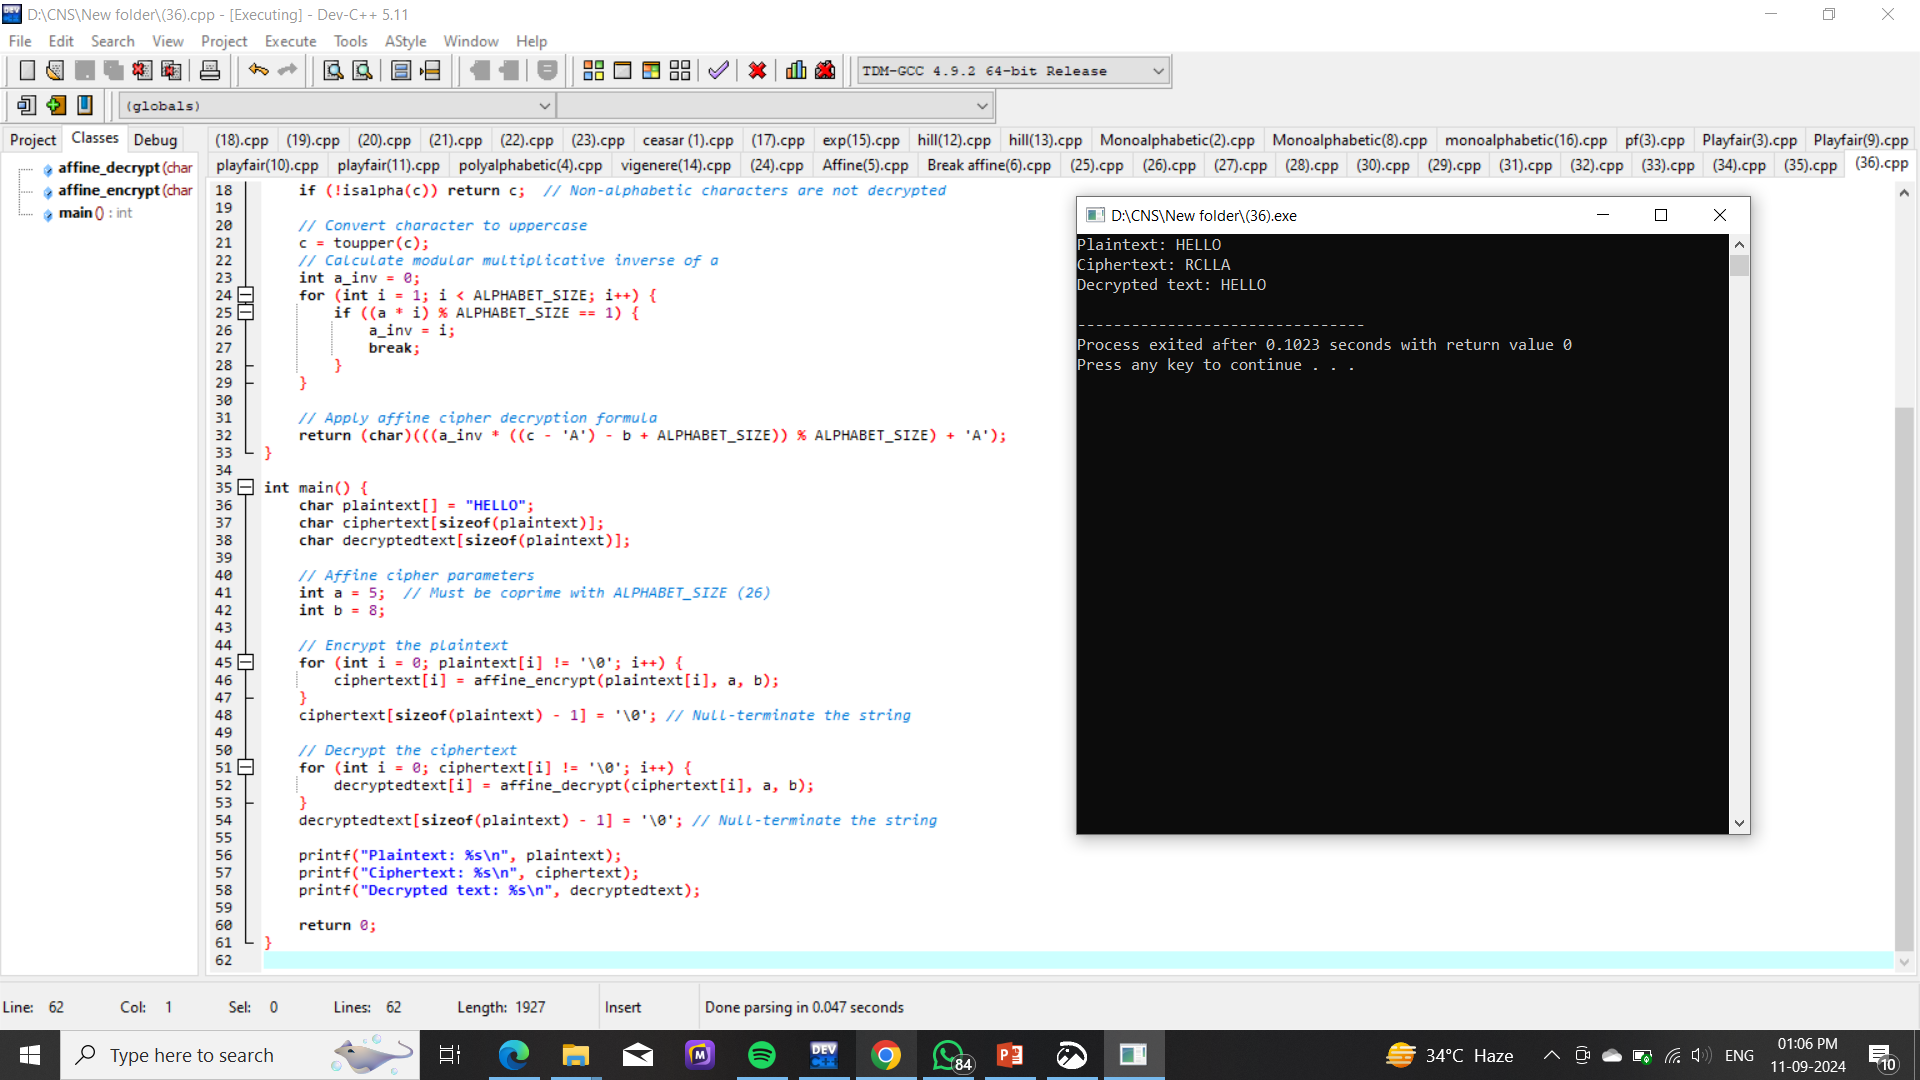 D:\CNS\New folder\(36).cpp - [Executing] - Dev-C++ 5.11
File Edit Search View Project Execute Tools AStyle Window Help
TDM-GCC 4.9.2 64-bit Release
(globals)
Project Classes Debug
(18).cpp (19).cpp (20).cpp (21).cpp (22).cpp (23).cpp ceasar (1).cpp (17).cpp exp(15).cpp hill(12).cpp hill(13).cpp Monoalphabetic(2).cpp Monoalphabetic(8).cpp monoalphabetic(16).cpp pf(3).cpp Playfair(3).cpp Playfair(9).cpp
playfair(10).cpp playfair(11).cpp polyalphabetic(4).cpp vigenere(14).cpp (24).cpp Affine(5).cpp Break affine(6).cpp (25).cpp (26).cpp (27).cpp (28).cpp (30).cpp (29).cpp (31).cpp (32).cpp (33).cpp (34).cpp (35).cpp (36).cpp
affine_decrypt (char
affine_encrypt (char
main () : int
18 if (!isalpha(c)) return c; // Non-alphabetic characters are not decrypted
19
20 // Convert character to uppercase
21 c = toupper(c);
22 // Calculate modular multiplicative inverse of a
23 int a_inv = 0;
24 for (int i = 1; i < ALPHABET_SIZE; i++) {
25 if ((a * i) % ALPHABET_SIZE == 1) {
26 a_inv = i;
27 break;
28 }
29 }
30
31 // Apply affine cipher decryption formula
32 return (char)(((a_inv * ((c - 'A') - b + ALPHABET_SIZE)) % ALPHABET_SIZE) + 'A');
33 }
34
35 int main() {
36 char plaintext[] = "HELLO";
37 char ciphertext[sizeof(plaintext)];
38 char decryptedtext[sizeof(plaintext)];
39
40 // Affine cipher parameters
41 int a = 5; // Must be coprime with ALPHABET_SIZE (26)
42 int b = 8;
43
44 // Encrypt the plaintext
45 for (int i = 0; plaintext[i] != '\0'; i++) {
46 ciphertext[i] = affine_encrypt(plaintext[i], a, b);
47 }
48 ciphertext[sizeof(plaintext) - 1] = '\0'; // Null-terminate the string
49
50 // Decrypt the ciphertext
51 for (int i = 0; ciphertext[i] != '\0'; i++) {
52 decryptedtext[i] = affine_decrypt(ciphertext[i], a, b);
53 }
54 decryptedtext[sizeof(plaintext) - 1] = '\0'; // Null-terminate the string
55
56 printf("Plaintext: %s\n", plaintext);
57 printf("Ciphertext: %s\n", ciphertext);
58 printf("Decrypted text: %s\n", decryptedtext);
59
60 return 0;
61 }
62
D:\CNS\New folder\(36).exe
Plaintext: HELLO
Ciphertext: RCLLA
Decrypted text: HELLO
--------------------------------
Process exited after 0.1023 seconds with return value 0
Press any key to continue . . .
Line: 62 Col: 1 Sel: 0 Lines: 62 Length: 1927 Insert Done parsing in 0.047 seconds
Type here to search
DEV
84
34°C Haze
ENG
01:06 PM
11-09-2024
10